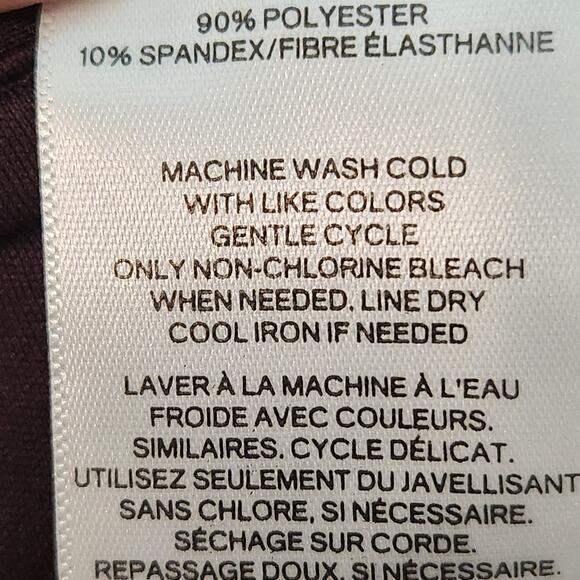 90% POLYESTER
10% SPANDEX/FIBRE ÉLASTHANNE
MACHINE WASH COLD
WITH LIKE COLORS
GENTLE CYCLE
ONLY NON-CHLORINE BLEACH
WHEN NEEDED. LINE DRY
COOL IRON IF NEEDED
LAVER À LA MACHINE À L'EAU
FROIDE AVEC COULEURS.
SIMILAIRES. CYCLE DÉLICAT.
UTILISEZ SEULEMENT DU JAVELLISANT
SANS CHLORE, SI NÉCESSAIRE.
SÉCHAGE SUR CORDE.
REPASSAGE DOUX, SI NÉCESSAIRE.